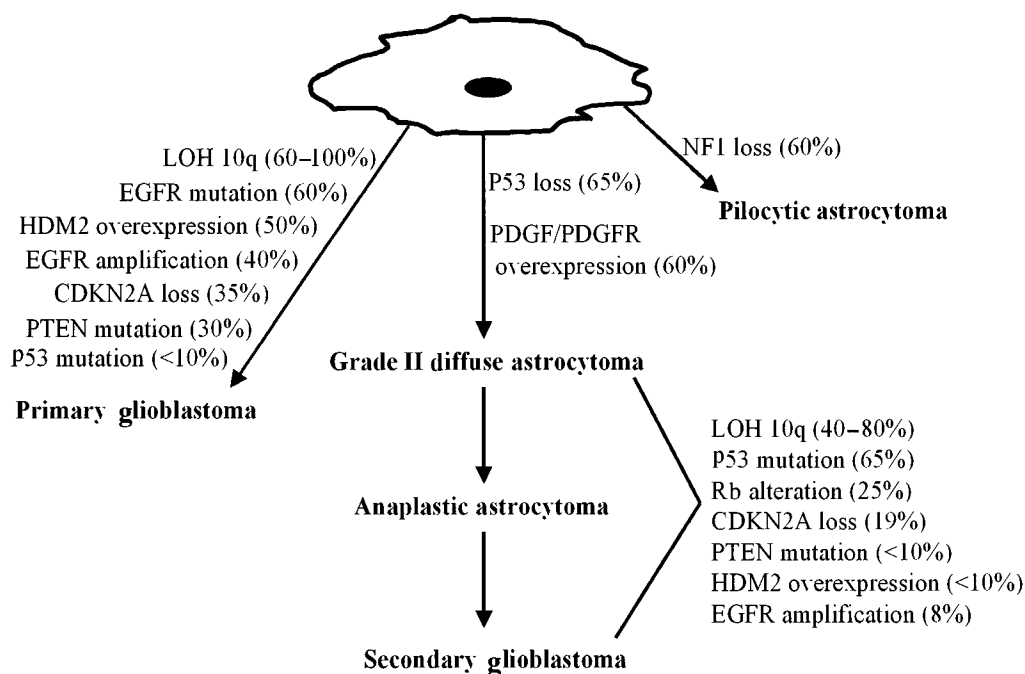 LOH 10q (60–100%)
EGFR mutation (60%)
HDM2 overexpression (50%)
EGFR amplification (40%)
CDKN2A loss (35%)
PTEN mutation (30%)
P53 mutation (<10%)
Primary glioblastoma
P53 loss (65%)
PDGF/PDGFR
overexpression (60%)
NF1 loss (60%)
Pilocytic astrocytoma
Grade II diffuse astrocytoma
Anaplastic astrocytoma
Secondary glioblastoma
LOH 10q (40–80%)
P53 mutation (65%)
Rb alteration (25%)
CDKN2A loss (19%)
PTEN mutation (<10%)
HDM2 overexpression (<10%)
EGFR amplification (8%)